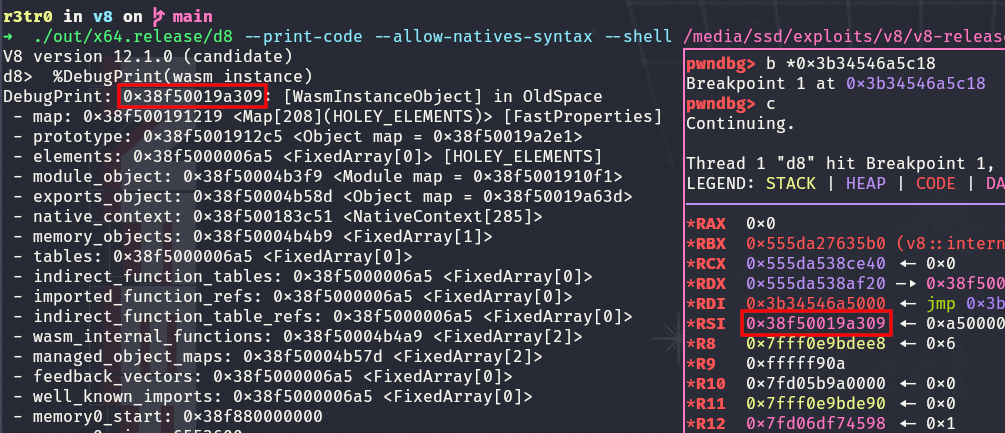 r3tr0 in v8 on main
→ ./out/x64.release/d8 --print-code --allow-natives-syntax --shell /media/ssd/exploits/v8/v8-releas
V8 version 12.1.0 (candidate)
d8> %DebugPrint(wasm_instance)
DebugPrint: 0x38f50019a309: [WasmInstanceObject] in OldSpace
- map: 0x38f500191219 <Map[208](HOLEY_ELEMENTS)> [FastProperties]
- prototype: 0x38f5001912c5 <Object map = 0x38f50019a2e1>
- elements: 0x38f5000006a5 <FixedArray[0]> [HOLEY_ELEMENTS]
- module_object: 0x38f50004b3f9 <Module map = 0x38f5001910f1>
- exports_object: 0x38f50004b58d <Object map = 0x38f50019a63d>
- native_context: 0x38f500183c51 <NativeContext[285]>
- memory_objects: 0x38f50004b4b9 <FixedArray[1]>
- tables: 0x38f5000006a5 <FixedArray[0]>
- indirect_function_tables: 0x38f5000006a5 <FixedArray[0]>
- imported_function_refs: 0x38f5000006a5 <FixedArray[0]>
- indirect_function_table_refs: 0x38f5000006a5 <FixedArray[0]>
- wasm_internal_functions: 0x38f50004b4a9 <FixedArray[2]>
- managed_object_maps: 0x38f50004b57d <FixedArray[2]>
- feedback_vectors: 0x38f5000006a5 <FixedArray[0]>
- well_known_imports: 0x38f5000006a5 <FixedArray[0]>
- memory0_start: 0x38f880000000
pwndbg> b *0x3b34546a5c18
Breakpoint 1 at 0x3b34546a5c18
pwndbg> c
Continuing.
Thread 1 "d8" hit Breakpoint 1,
LEGEND: STACK | HEAP | CODE | DA
*RAX 0x0
*RBX 0x555da27635b0 (v8::intern
*RCX 0x555da538ce40 ← 0x0
*RDX 0x555da538af20 → 0x38f500
*RDI 0x3b34546a5000 ← jmp 0x3b
*RSI 0x38f50019a309 ← 0xa50000
*R8 0x7fff0e9bdee8 ← 0x6
*R9 0xfffff90a
*R10 0x7fd05b9a0000 ← 0x0
*R11 0x7fff0e9bde90 ← 0x0
*R12 0x7fd06df74598 ← 0x1